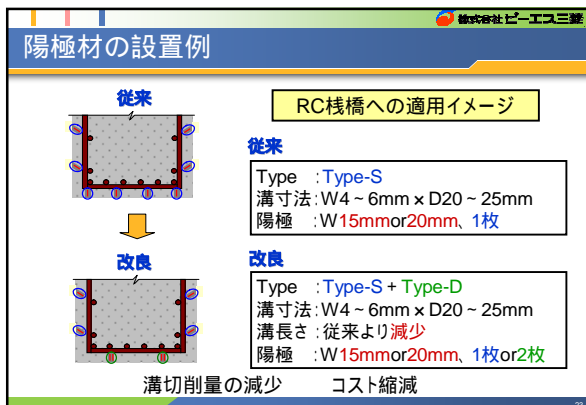 株式会社ピーエス三菱
陽極材の設置例
従来
RC桟橋への適用イメージ
従来
Type :Type-S
溝寸法:W4~6mm×D20~25mm
陽極 :W15mmor20mm、1枚
改良
改良
Type :Type-S+Type-D
溝寸法:W4~6mm×D20~25mm
溝長さ:従来より減少
陽極 :W15mmor20mm、1枚or2枚
溝切削量の減少 コスト縮減
23